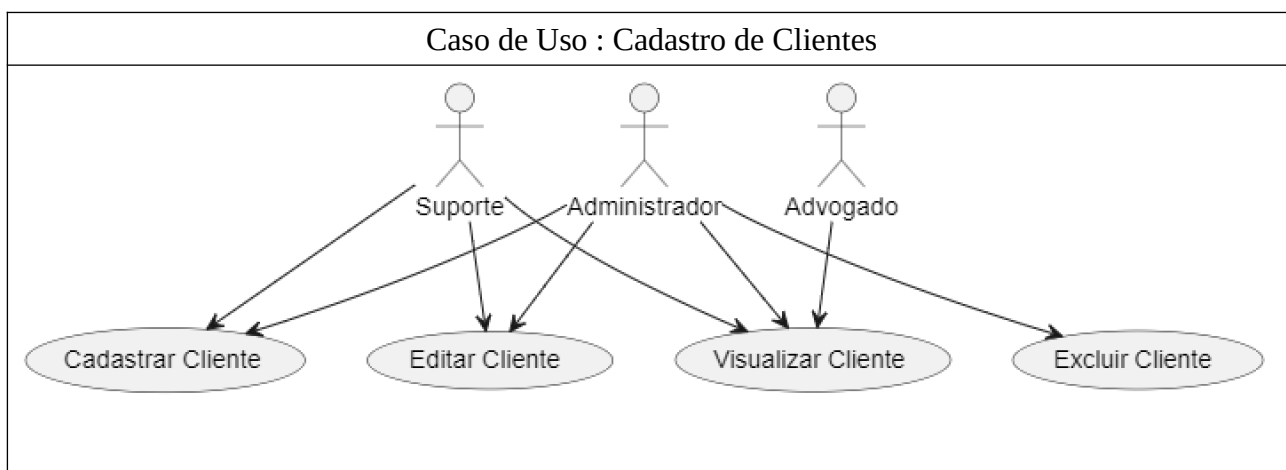 Caso de Uso : Cadastro de Clientes
Suporte
Administrador
Advogado
Cadastrar Cliente
Editar Cliente
Visualizar Cliente
Excluir Cliente